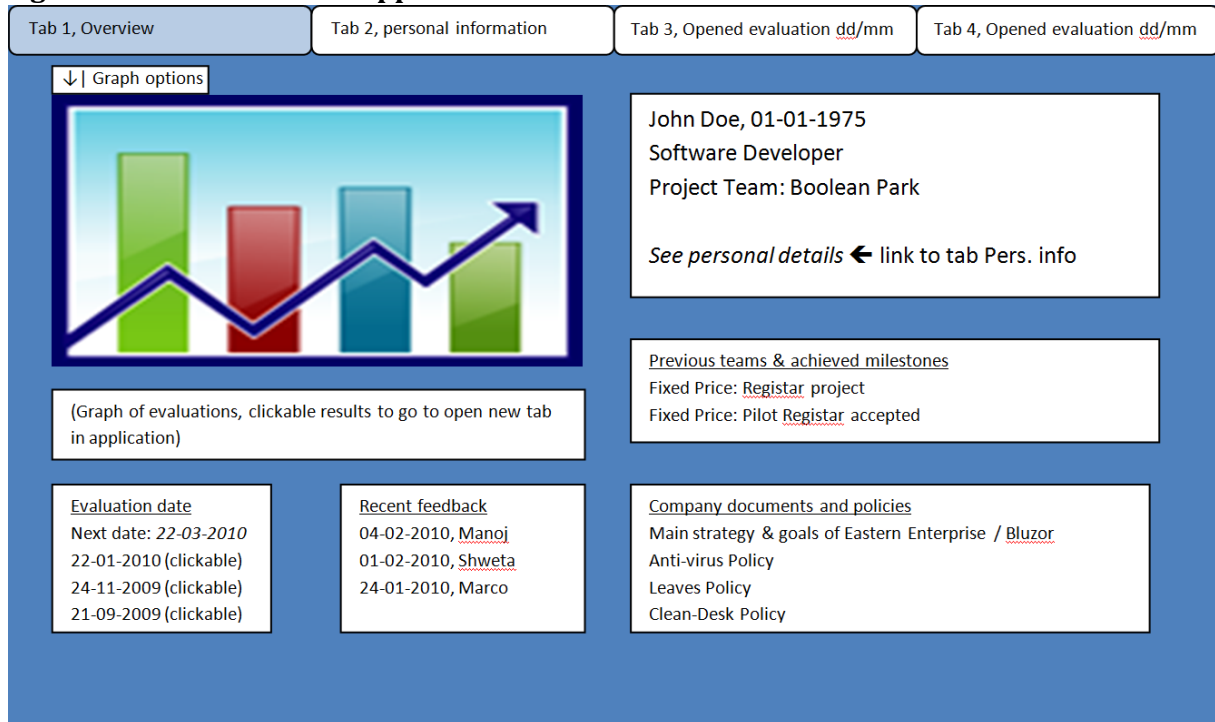 Tab 1, Overview
Tab 2, personal information
Tab 3, Opened evaluation dd/mm
Tab 4, Opened evaluation dd/mm
↓| Graph options
John Doe, 01-01-1975
Software Developer
Project Team: Boolean Park
See personal details 🡸 link to tab Pers. info
Previous teams & achieved milestones
Fixed Price: Registar project
Fixed Price: Pilot Registar accepted
(Graph of evaluations, clickable results to go to open new tab
in application)
Evaluation date
Next date: 22-03-2010
22-01-2010 (clickable)
24-11-2009 (clickable)
21-09-2009 (clickable)
Recent feedback
04-02-2010, Manoj
01-02-2010, Shweta
24-01-2010, Marco
Company documents and policies
Main strategy & goals of Eastern Enterprise / Bluzor
Anti-virus Policy
Leaves Policy
Clean-Desk Policy